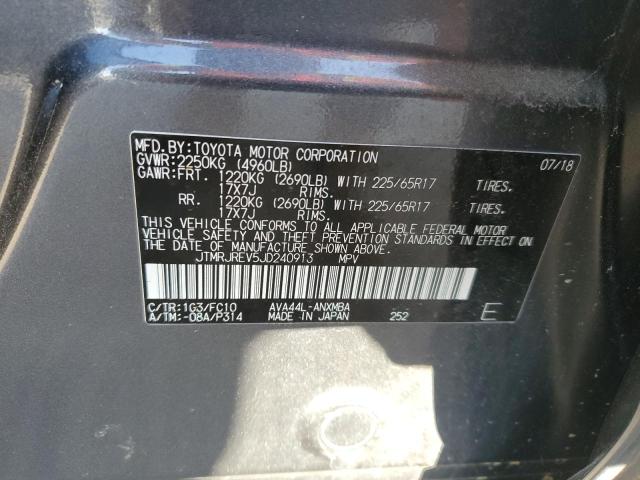 MFD. BY:TOYOTA MOTOR CORPORATION 07/18
GVWR:2250KG (4960LB)
GAWR:FRT. 1220KG (2690LB) WITH 225/65R17 TIRES.
17X7J RIMS.
RR. 1220KG (2690LB) WITH 225/65R17 TIRES.
17X7J RIMS.
THIS VEHICLE CONFORMS TO ALL APPLICABLE FEDERAL MOTOR
VEHICLE SAFETY AND THEFT PREVENTION STANDARDS IN EFFECT ON
THE DATE OF MANUFACTURE SHOWN ABOVE.
JTMRJREV5JD240913 MPV
C/TR:1G3/FC10 AVA44L-ANXMBA
A/TM:-08A/P314 MADE IN JAPAN 252 E